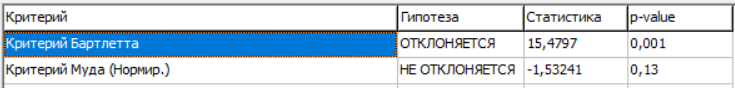 Критерий Гипотеза Статистика p-value
Критерий Бартлетта ОТКЛОНЯЕТСЯ 15,4797 0,001
Критерий Муда (Нормир.) НЕ ОТКЛОНЯЕТСЯ -1,53241 0,13